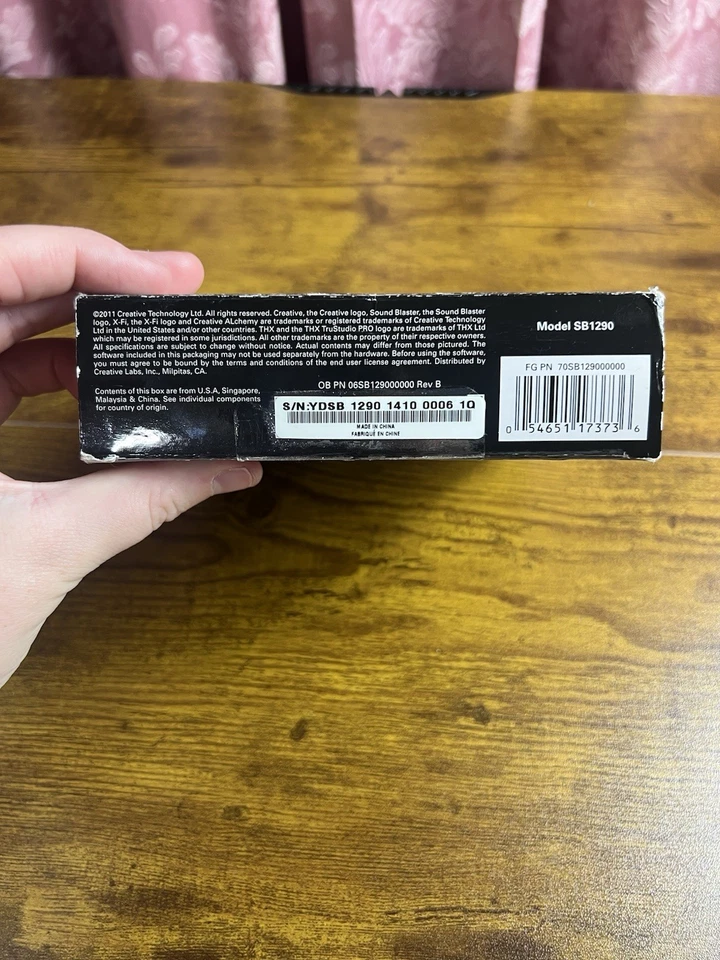 ©2011 Creative Technology Ltd. All rights reserved. Creative, the Creative logo, Sound Blaster, the Sound Blaster
logo, X-Fi, the X-Fi logo and Creative ALchemy are trademarks or registered trademarks of Creative Technology
Ltd in the United States and/or other countries. THX and the THX TruStudio PRO logo are trademarks of THX Ltd
which may be registered in some jurisdictions. All other trademarks are the property of their respective owners.
All specifications are subject to change without notice. Actual contents may differ from those pictured. The
software included in this packaging may not be used separately from the hardware. Before using the software,
you must agree to be bound by the terms and conditions of the end user license agreement. Distributed by
Creative Labs, Inc., Milpitas, CA.
Contents of this box are from U.S.A, Singapore,
Malaysia & China. See individual components
for country of origin.
OB PN 06SB129000000 Rev B
S/N:YDSB 1290 1410 0006 1Q
MADE IN CHINA
FABRIQUÉ EN CHINE
Model SB1290
FG PN 70SB129000000
0 54651 17373 6